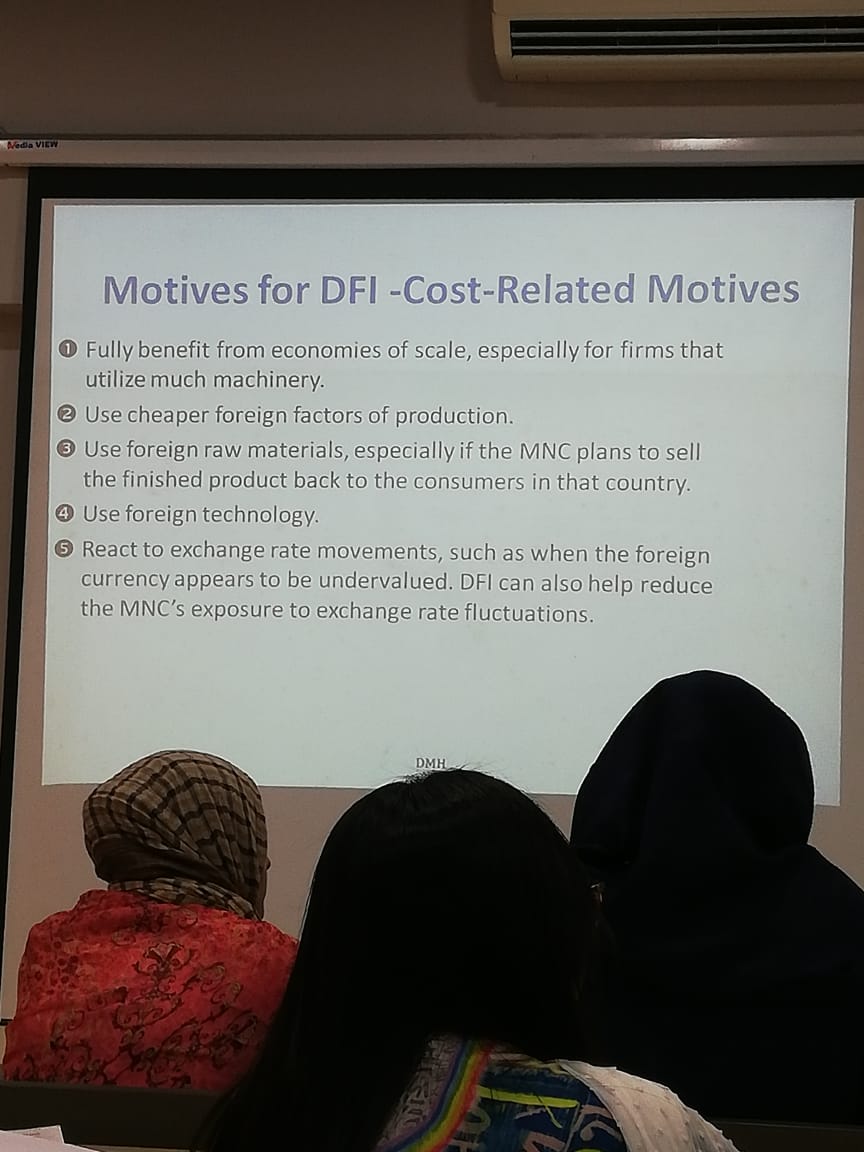 Media VIEW
Motives for DFI -Cost-Related Motives
❶ Fully benefit from economies of scale, especially for firms that
utilize much machinery.
❷ Use cheaper foreign factors of production.
❸ Use foreign raw materials, especially if the MNC plans to sell
the finished product back to the consumers in that country.
❹ Use foreign technology.
❺ React to exchange rate movements, such as when the foreign
currency appears to be undervalued. DFI can also help reduce
the MNC's exposure to exchange rate fluctuations.
DMH